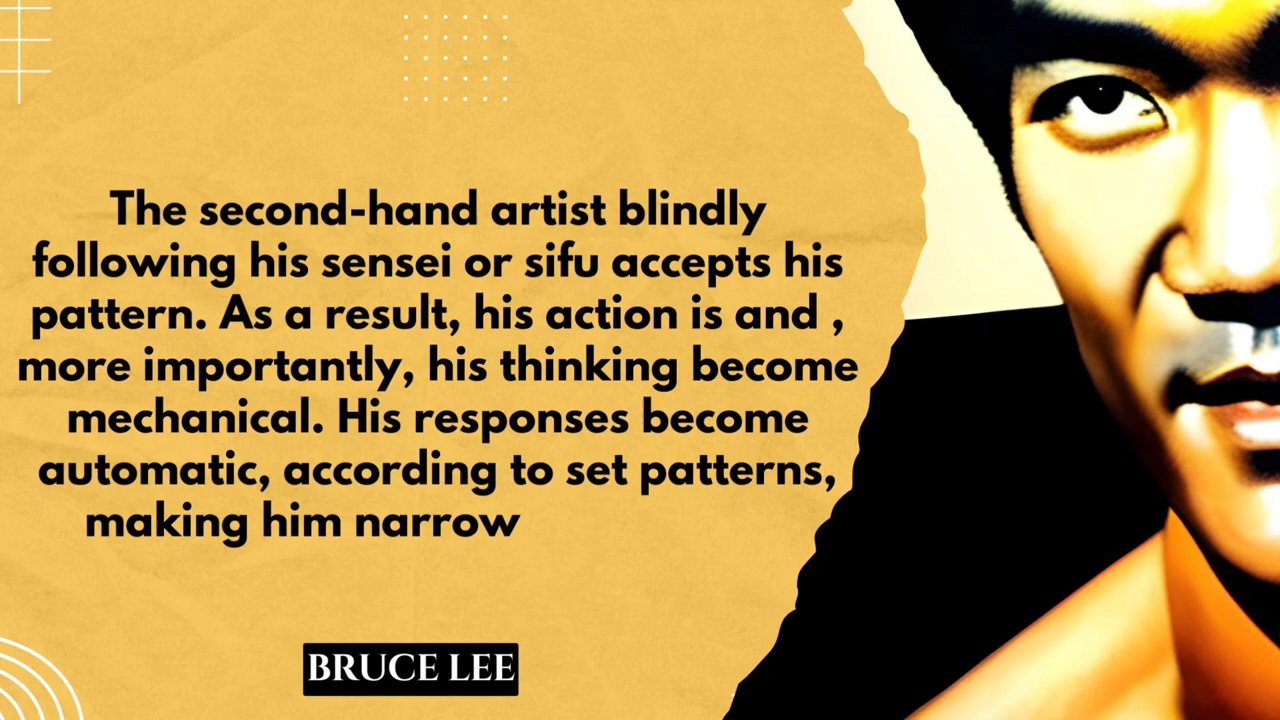 The second-hand artist blindly
following his sensei or sifu accepts his
pattern. As a result, his action is and ,
more importantly, his thinking become
mechanical. His responses become
automatic, according to set patterns,
making him narrow
BRUCE LEE